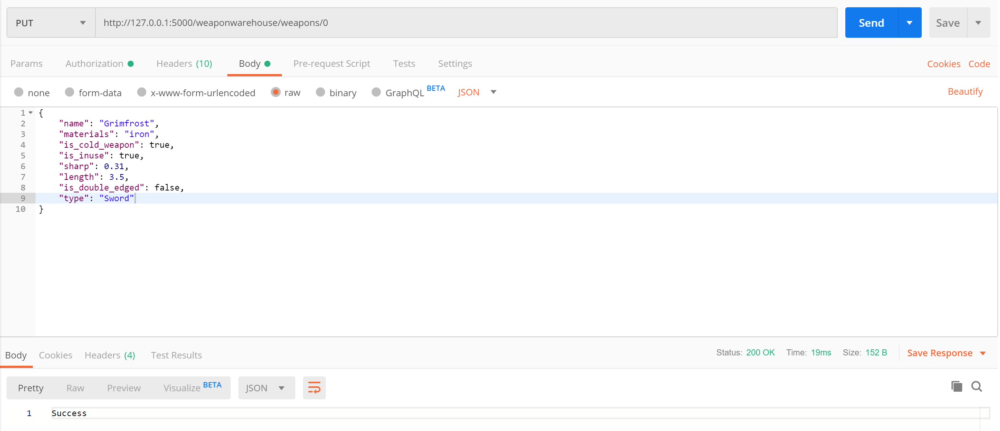 PUT http://127.0.0.1:5000/weaponwarehouse/weapons/0 Send Save
Params Authorization Headers (10) Body Pre-request Script Tests Settings Cookies Code
none form-data x-www-form-urlencoded raw binary GraphQL BETA JSON Beautify
1 {
2 "name": "Grimfrost",
3 "materials": "iron",
4 "is_cold_weapon": true,
5 "is_inuse": true,
6 "sharp": 0.31,
7 "length": 3.5,
8 "is_double_edged": false,
9 "type": "Sword"
10 }
Body Cookies Headers (4) Test Results Status: 200 OK Time: 19ms Size: 152 B Save Response
Pretty Raw Preview Visualize BETA JSON
1 Success